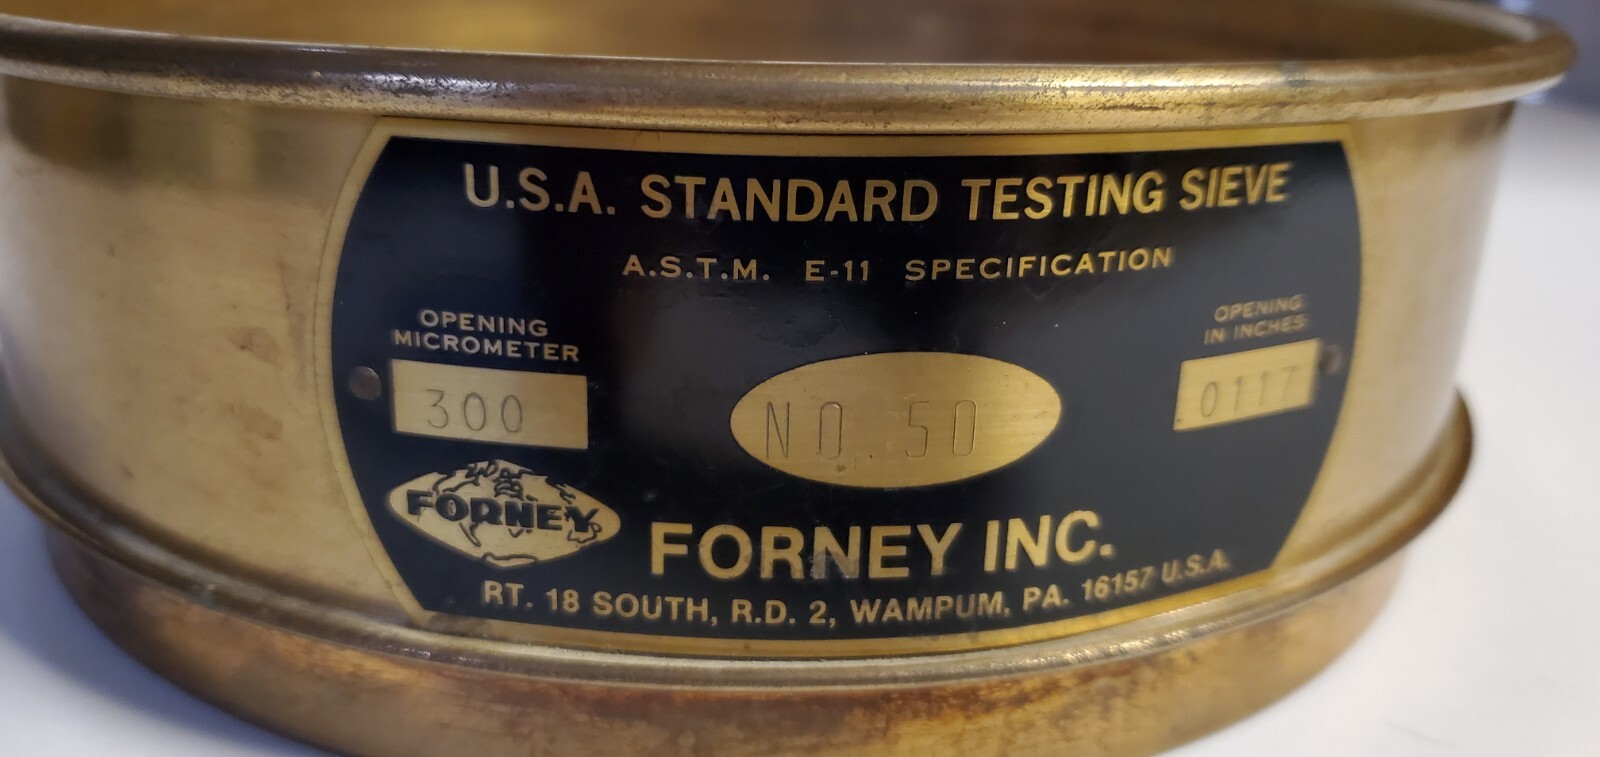 U.S.A. STANDARD TESTING SIEVE
A.S.T.M. E-11 SPECIFICATION
OPENING
MICROMETER
300
NO. 50
OPENING
IN INCHES
0117
FORNEY
FORNEY INC.
RT. 18 SOUTH, R.D. 2, WAMPUM, PA. 16157 U.S.A.